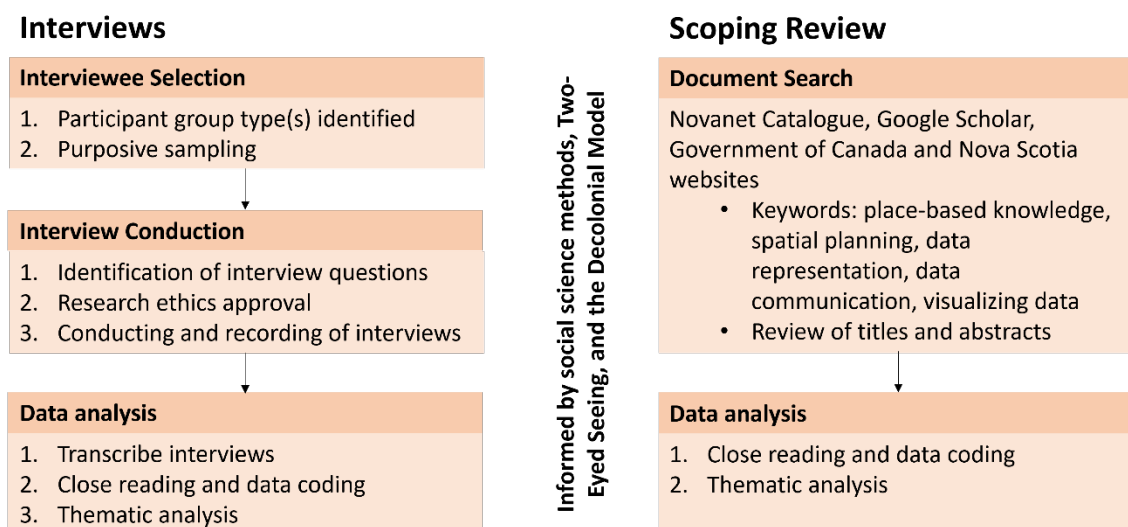 Interviews
Interviewee Selection
1. Participant group type(s) identified
2. Purposive sampling
Interview Conduction
1. Identification of interview questions
2. Research ethics approval
3. Conducting and recording of interviews
Data analysis
1. Transcribe interviews
2. Close reading and data coding
3. Thematic analysis
Informed by social science methods, Two-
Eyed Seeing, and the Decolonial Model
Scoping Review
Document Search
Novanet Catalogue, Google Scholar,
Government of Canada and Nova Scotia
websites
• Keywords: place-based knowledge,
spatial planning, data
representation, data
communication, visualizing data
• Review of titles and abstracts
Data analysis
1. Close reading and data coding
2. Thematic analysis